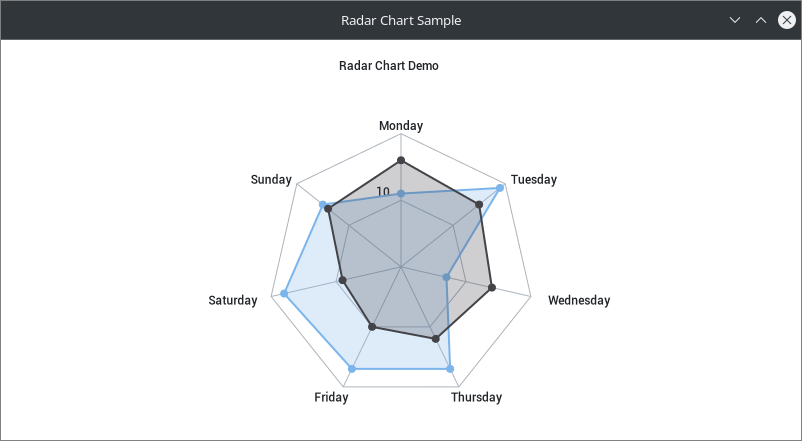 Radar Chart Sample
Radar Chart Demo
Monday
Sunday
Tuesday
10
Saturday
Wednesday
Friday
Thursday